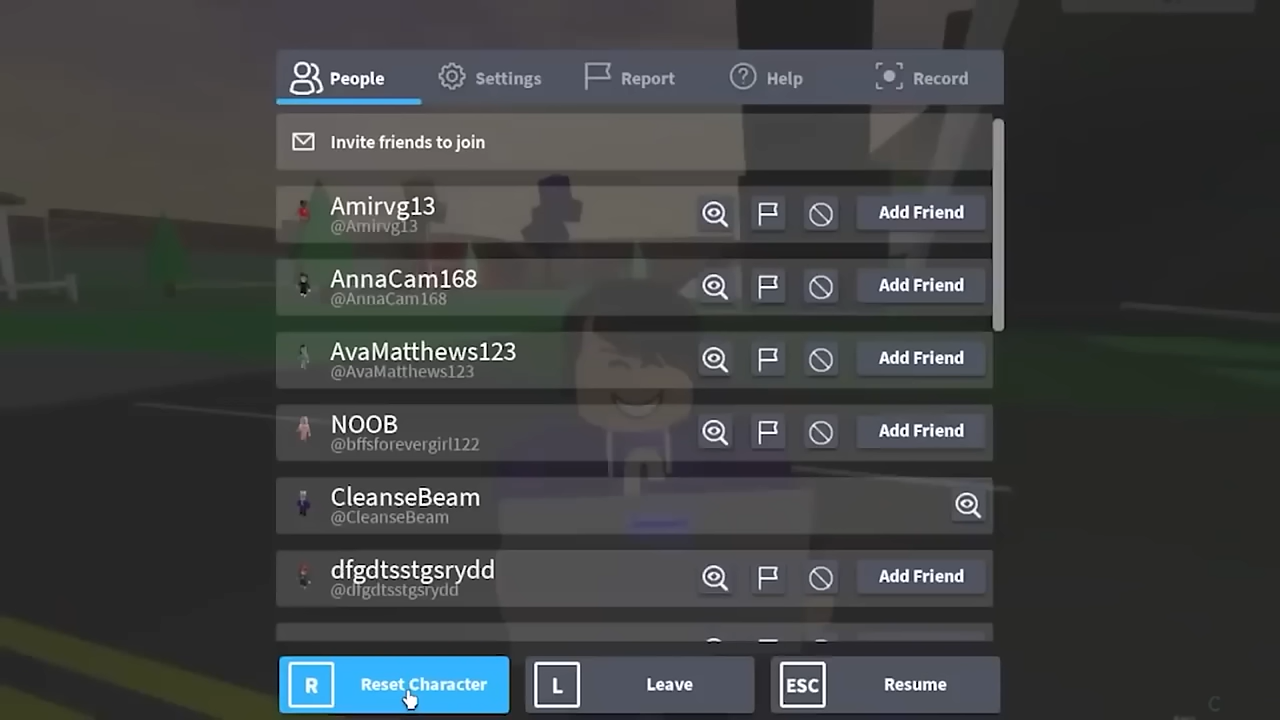 People
Settings
Report
Help
Record
Invite friends to join
Amirvg13
@Amirvg13
Add Friend
AnnaCam168
@AnnaCam168
Add Friend
AvaMatthews123
@AvaMatthews123
Add Friend
NOOB
@bffsforevergirl122
Add Friend
CleanseBeam
@CleanseBeam
dfgdtsstgsrydd
@dfgdtsstgsrydd
Add Friend
R Reset Character
L Leave
ESC Resume
C